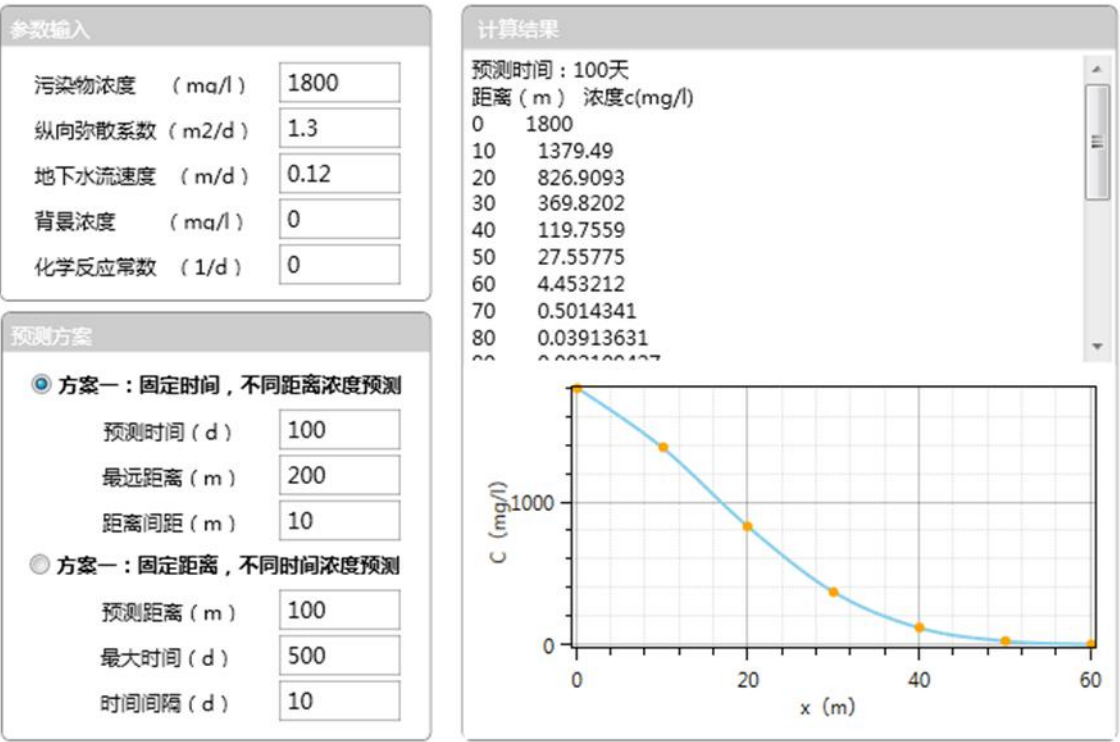 参数输入
污染物浓度 （mg/l） 1800
纵向弥散系数（m2/d） 1.3
地下水流速度 （m/d） 0.12
背景浓度 （mg/l） 0
化学反应常数 （1/d） 0
预测方案
方案一：固定时间，不同距离浓度预测
预测时间（d） 100
最远距离（m） 200
距离间距（m） 10
方案一：固定距离，不同时间浓度预测
预测距离（m） 100
最大时间（d） 500
时间间隔（d） 10
计算结果
预测时间：100天
距离（m） 浓度c(mg/l)
0 1800
10 1379.49
20 826.9093
30 369.8202
40 119.7559
50 27.55775
60 4.453212
70 0.5014341
80 0.03913631
C（mg/l）
1000
0
0 20 40 60
x（m）